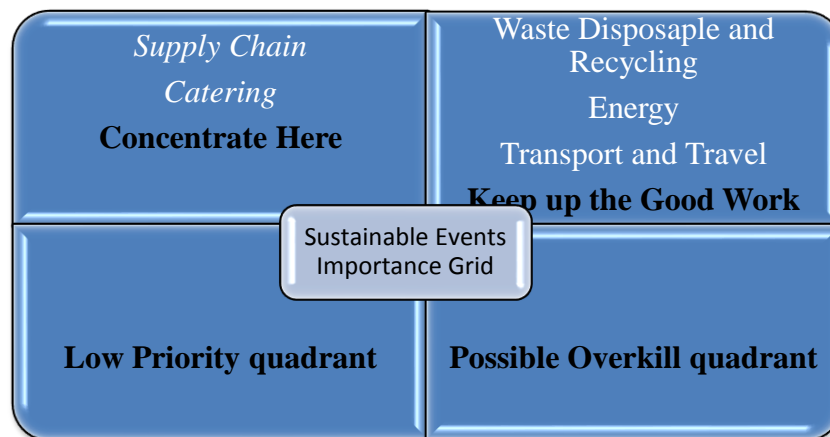 Supply Chain
Catering
Concentrate Here
Waste Disposaple and
Recycling
Energy
Transport and Travel
Keep up the Good Work
Sustainable Events
Importance Grid
Low Priority quadrant
Possible Overkill quadrant